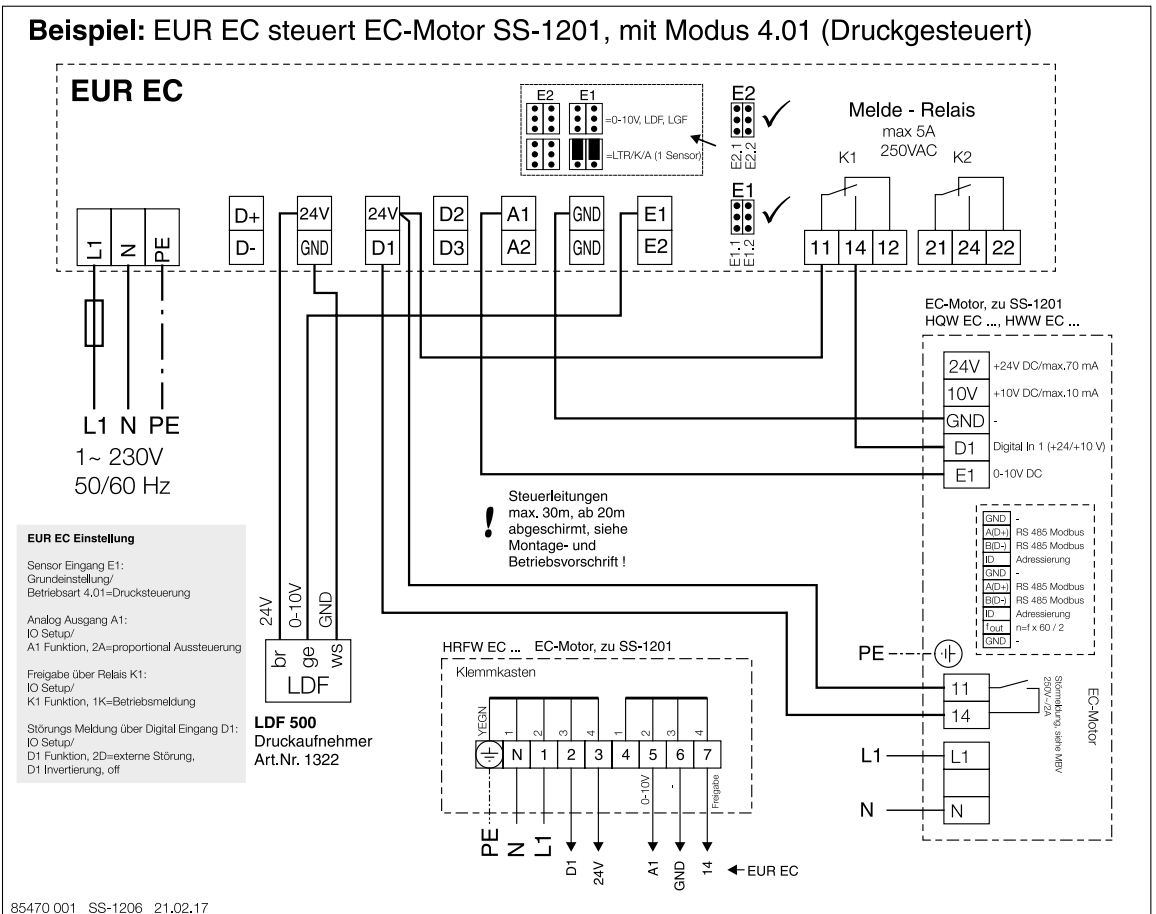 Beispiel: EUR EC steuert EC-Motor SS-1201, mit Modus 4.01 (Druckgesteuert)
EUR EC
E2 E1
=0-10V, LDF, LGF
=LTR/K/A (1 Sensor)
E2
E2.1
E2.2
E1
E1.1
E1.2
Melde - Relais
max 5A
250VAC
K1 K2
L1 N PE
D+ 24V 24V D2 A1 GND E1
D- GND D1 D3 A2 GND E2
11 14 12 21 24 22
L1 N PE
1~ 230V
50/60 Hz
EC-Motor, zu SS-1201
HQW EC ..., HWW EC ...
24V +24V DC/max.70 mA
10V +10V DC/max.10 mA
GND -
D1 Digital In 1 (+24/+10 V)
E1 0-10V DC
! Steuerleitungen
max. 30m, ab 20m
abgeschirmt, siehe
Montage- und
Betriebsvorschrift !
GND -
A(D+) RS 485 Modbus
B(D-) RS 485 Modbus
ID Adressierung
GND -
A(D+) RS 485 Modbus
B(D-) RS 485 Modbus
ID Adressierung
fout n=f x 60 / 2
GND -
PE
11
14
Störmeldung, siehe MBV
250V~/2A
EC-Motor
L1 L1
N N
EUR EC Einstellung
Sensor Eingang E1:
Grundeinstellung/
Betriebsart 4.01=Drucksteuerung
Analog Ausgang A1:
IO Setup/
A1 Funktion, 2A=proportional Aussteuerung
Freigabe über Relais K1:
IO Setup/
K1 Funktion, 1K=Betriebsmeldung
Störungs Meldung über Digital Eingang D1:
IO Setup/
D1 Funktion, 2D=externe Störung,
D1 Invertierung, off
24V 0-10V GND
br ge ws
LDF
LDF 500
Druckaufnehmer
Art.Nr. 1322
HRFW EC ... EC-Motor, zu SS-1201
Klemmkasten
YEGN 1 2 3 4 1 2 3 4
N 1 2 3 4 5 6 7
0-10V - Freigabe
PE N L1 D1 24V A1 GND 14 EUR EC
85470 001 SS-1206 21.02.17